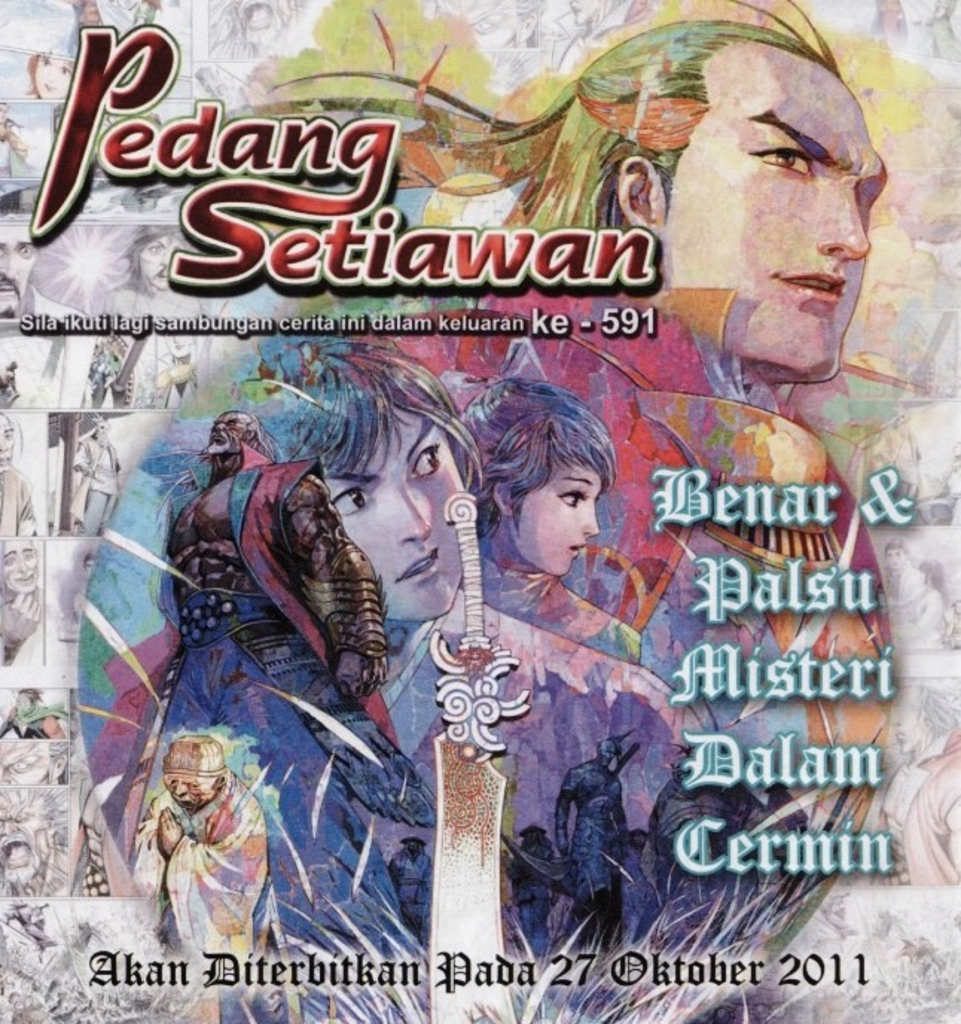 Pedang
Setiawan
Sila ikuti lagi sambungan cerita ini dalam keluaran ke - 591
Benar &
Palsu
Misteri
Dalam
Cermin
Akan Diterbitkan Pada 27 Oktober 2011